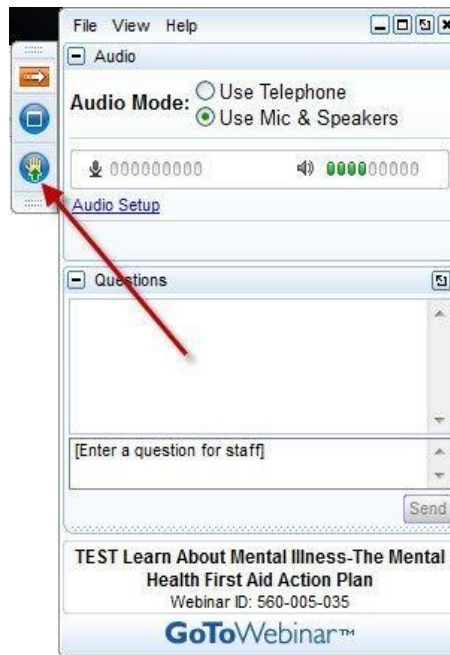 File View Help
Audio
Audio Mode:
Use Telephone
Use Mic & Speakers
Audio Setup
Questions
[Enter a question for staff]
Send
TEST Learn About Mental Illness-The Mental
Health First Aid Action Plan
Webinar ID: 560-005-035
GoToWebinar™